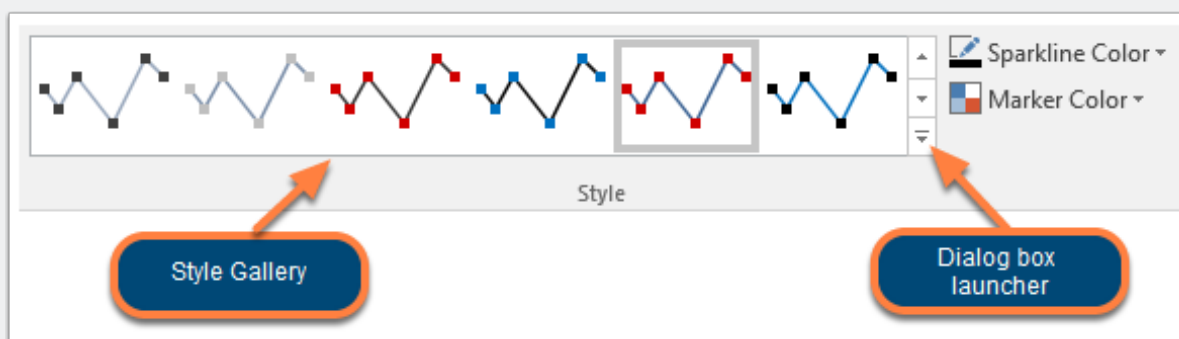 Sparkline Color
Marker Color
Style
Style Gallery
Dialog box
launcher